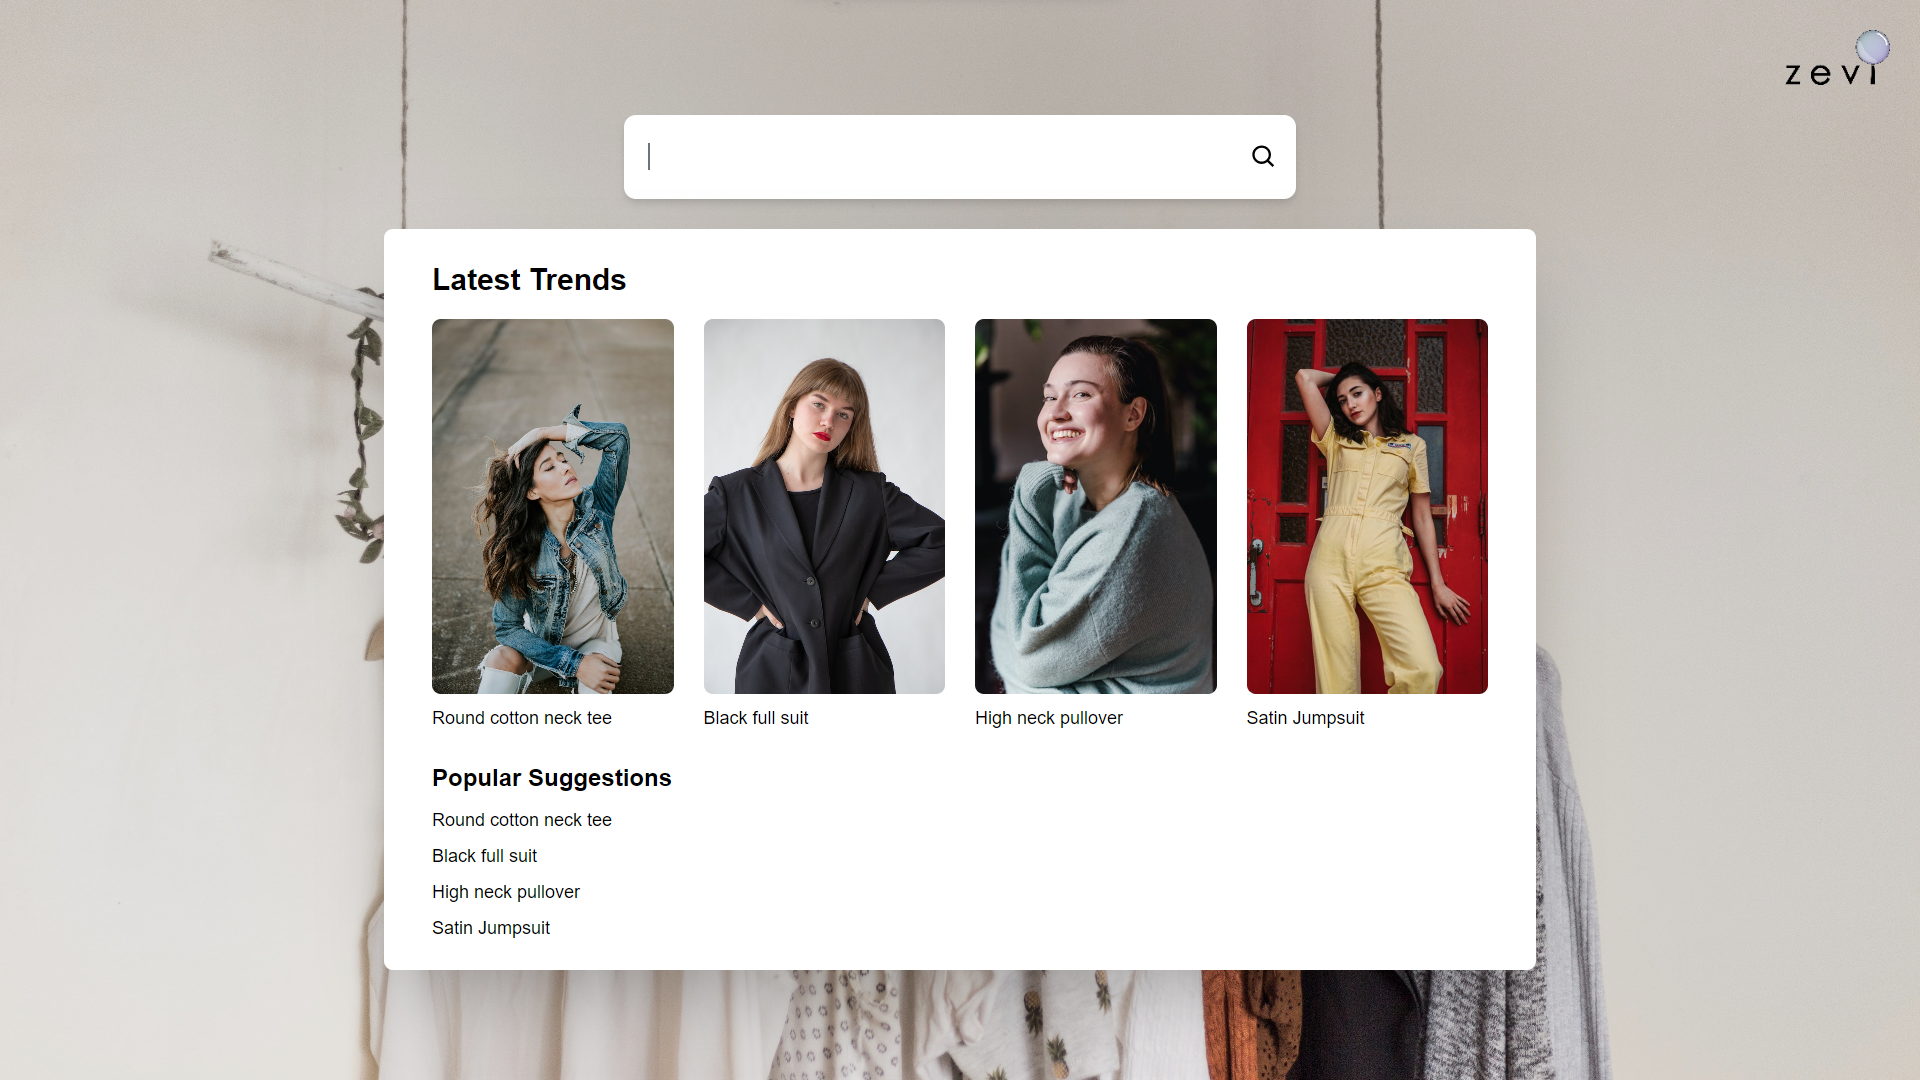 zevi
Latest Trends
Round cotton neck tee
Black full suit
High neck pullover
Satin Jumpsuit
Popular Suggestions
Round cotton neck tee
Black full suit
High neck pullover
Satin Jumpsuit